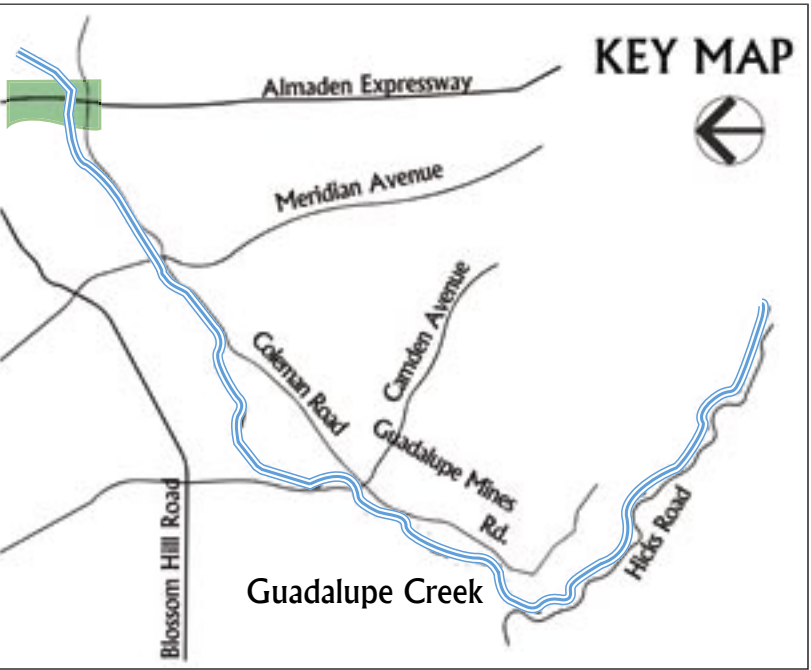 KEY MAP
Almaden Expressway
Meridian Avenue
Camden Avenue
Coleman Road
Guadalupe Mines
Rd.
Hicks Road
Blossom Hill Road
Guadalupe Creek